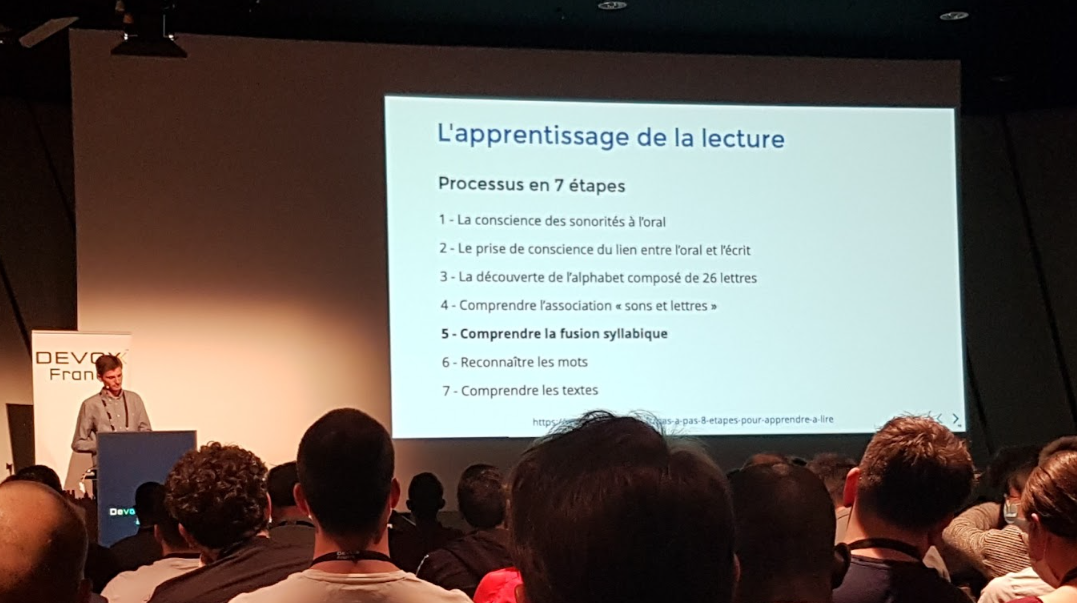 L'apprentissage de la lecture
Processus en 7 étapes
1 - La conscience des sonorités à l'oral
2 - Le prise de conscience du lien entre l'oral et l'écrit
3 - La découverte de l'alphabet composé de 26 lettres
4 - Comprendre l'association « sons et lettres »
5 - Comprendre la fusion syllabique
6 - Reconnaître les mots
7 - Comprendre les textes
pas-a-pas-8-etapes-pour-apprendre-a-lire
DEVOX
Fran
Devo